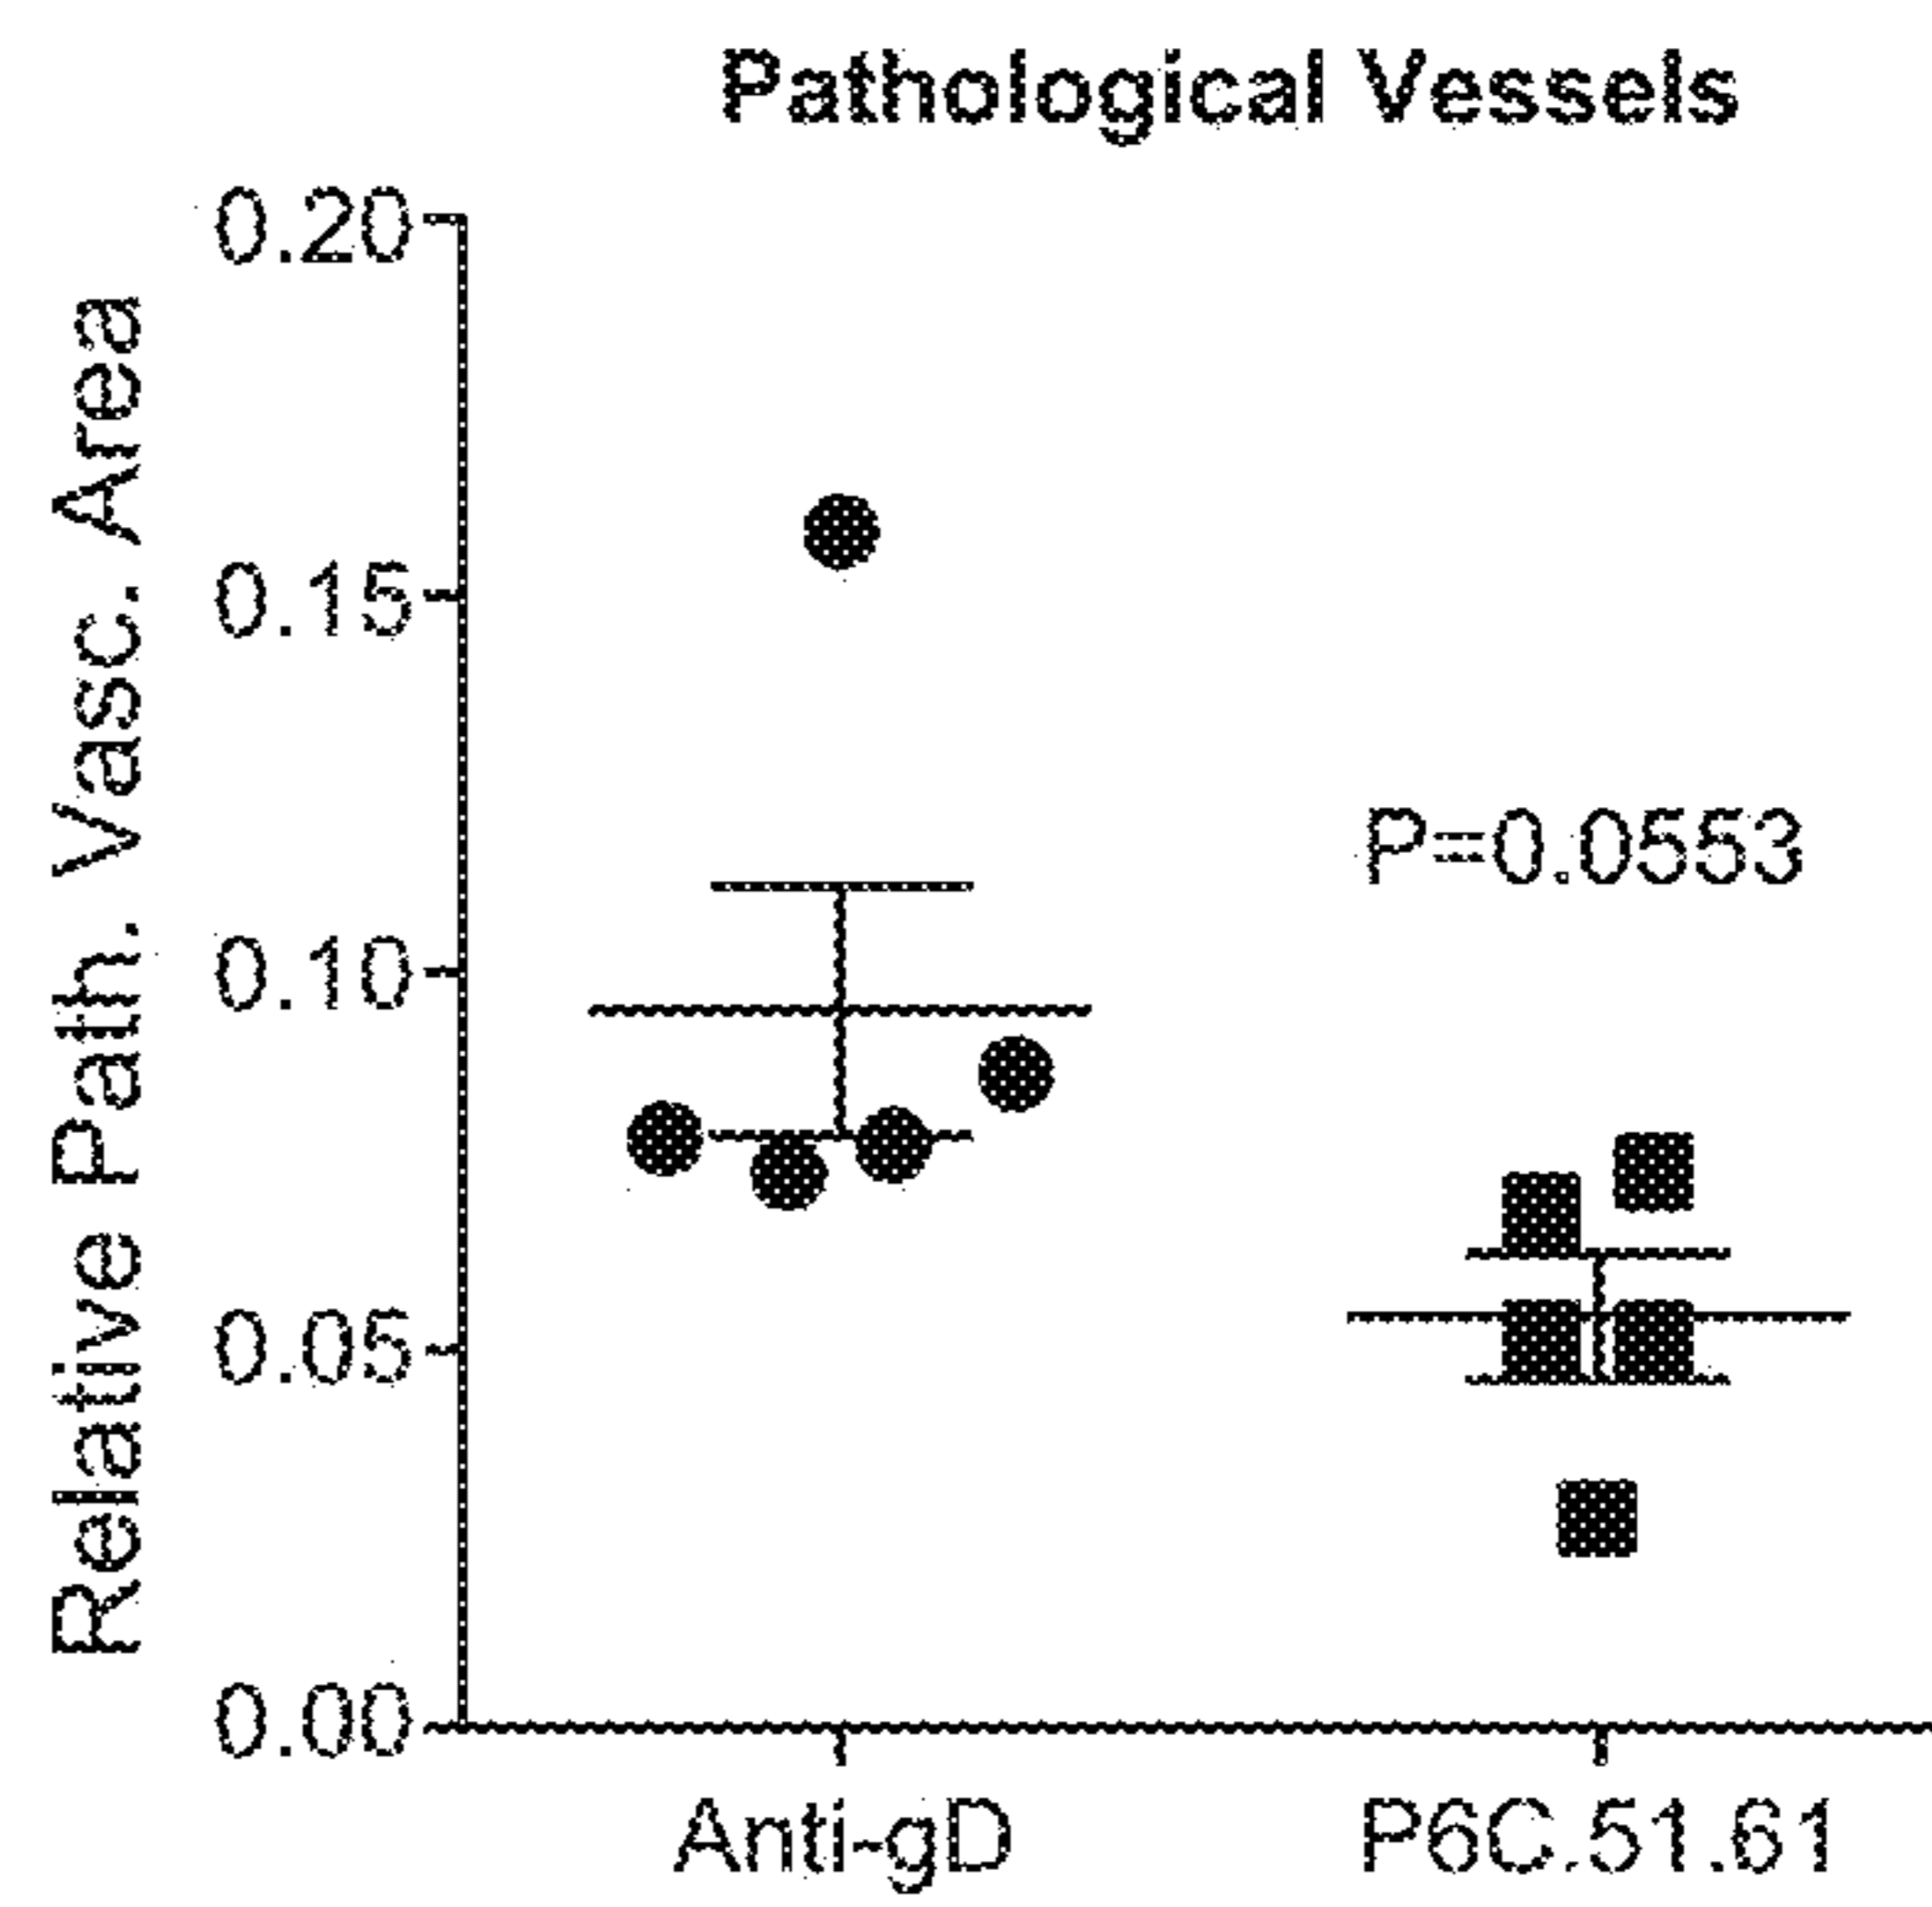 Pathological Vessels
Relative Path. Vasc. Area
0.20
0.15
0.10
0.05
0.00
P=0.0553
Anti-gD
P6C.51.61